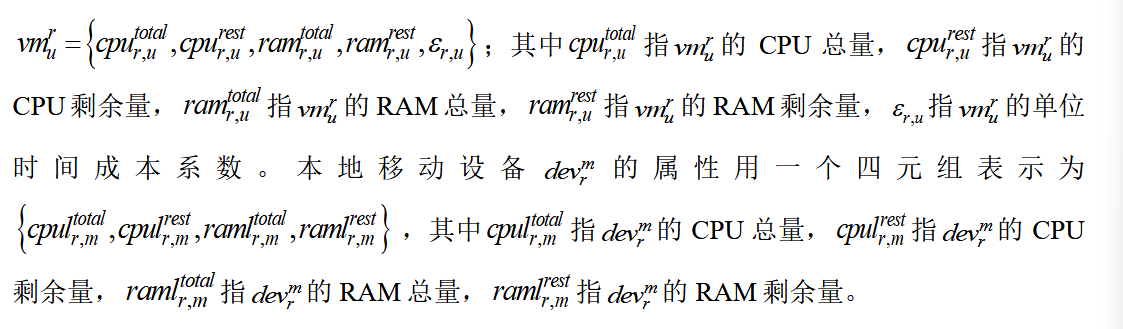 $vm_u^r=\{cpu_{r,u}^{total},cpu_{r,u}^{rest},ram_{r,u}^{total},ram_{r,u}^{rest},\varepsilon_{r,u}\}$；其中$cpu_{r,u}^{total}$指$vm_u^r$的 CPU 总量，$cpu_{r,u}^{rest}$指$vm_u^r$的
CPU剩余量，$ram_{r,u}^{total}$指$vm_u^r$的 RAM 总量，$ram_{r,u}^{rest}$指$vm_u^r$的 RAM 剩余量，$\varepsilon_{r,u}$指$vm_u^r$的单位
时间成本系数。本地移动设备$dev_r^m$的属性用一个四元组表示为
$\{cpul_{r,m}^{total},cpul_{r,m}^{rest},raml_{r,m}^{total},raml_{r,m}^{rest}\}$，其中$cpul_{r,m}^{total}$指$dev_r^m$的 CPU 总量，$cpul_{r,m}^{rest}$指$dev_r^m$的 CPU
剩余量，$raml_{r,m}^{total}$指$dev_r^m$的 RAM 总量，$raml_{r,m}^{rest}$指$dev_r^m$的 RAM 剩余量。